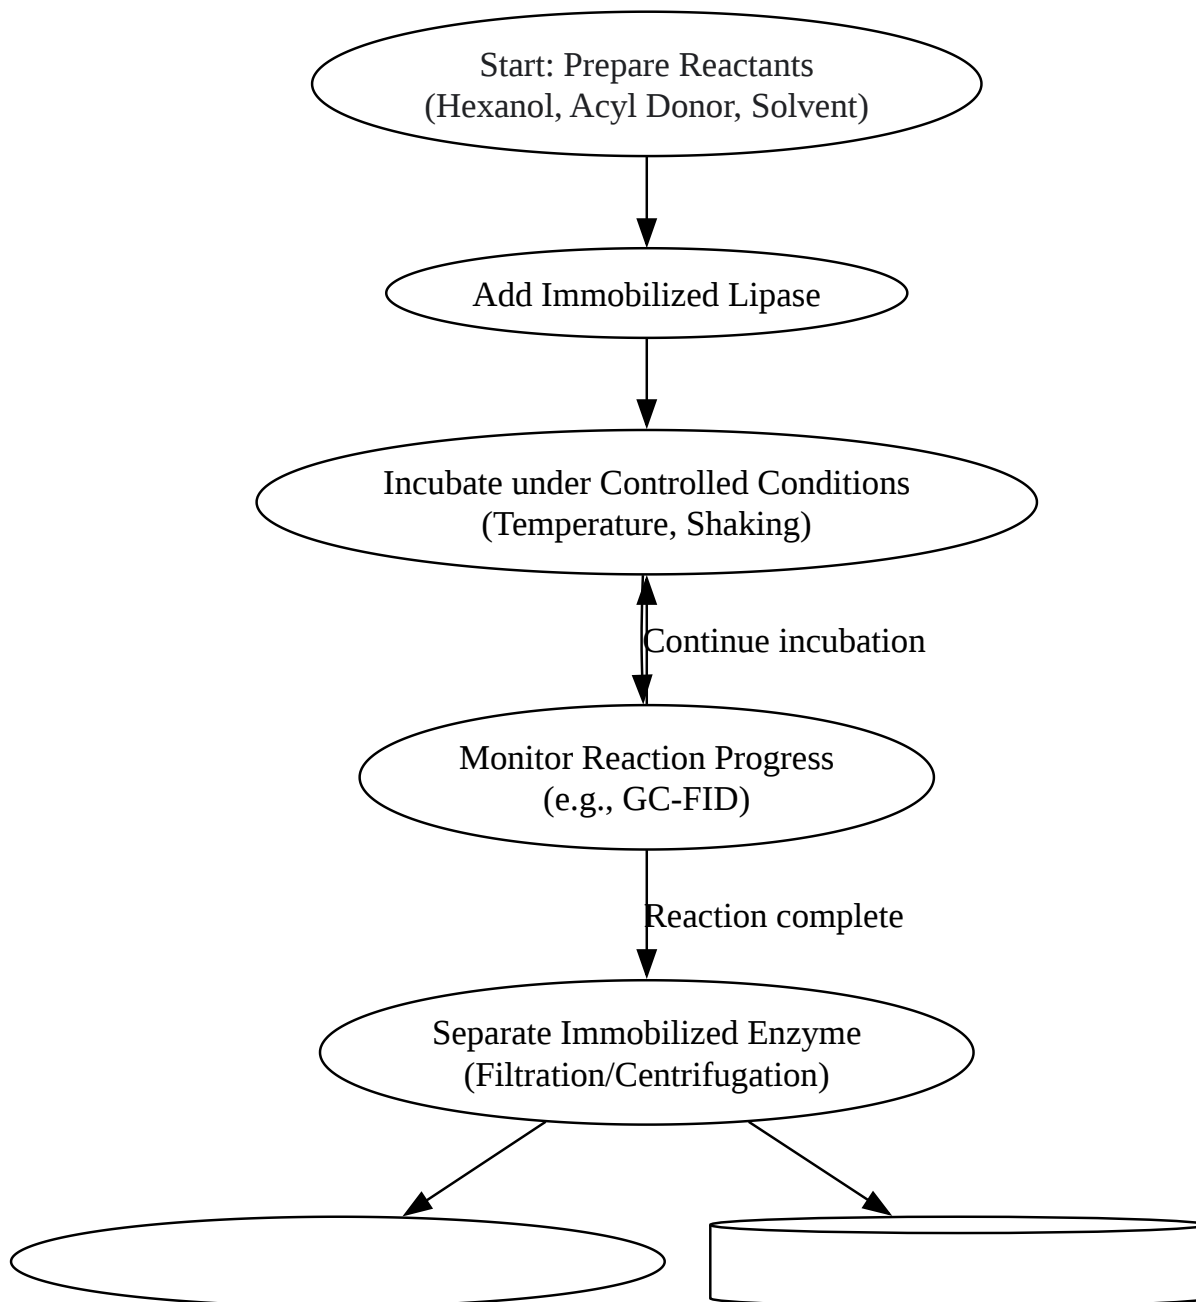 Start: Prepare Reactants
(Hexanol, Acyl Donor, Solvent)
Add Immobilized Lipase
Incubate under Controlled Conditions
(Temperature, Shaking)
Continue incubation
Monitor Reaction Progress
(e.g., GC-FID)
Reaction complete
Separate Immobilized Enzyme
(Filtration/Centrifugation)